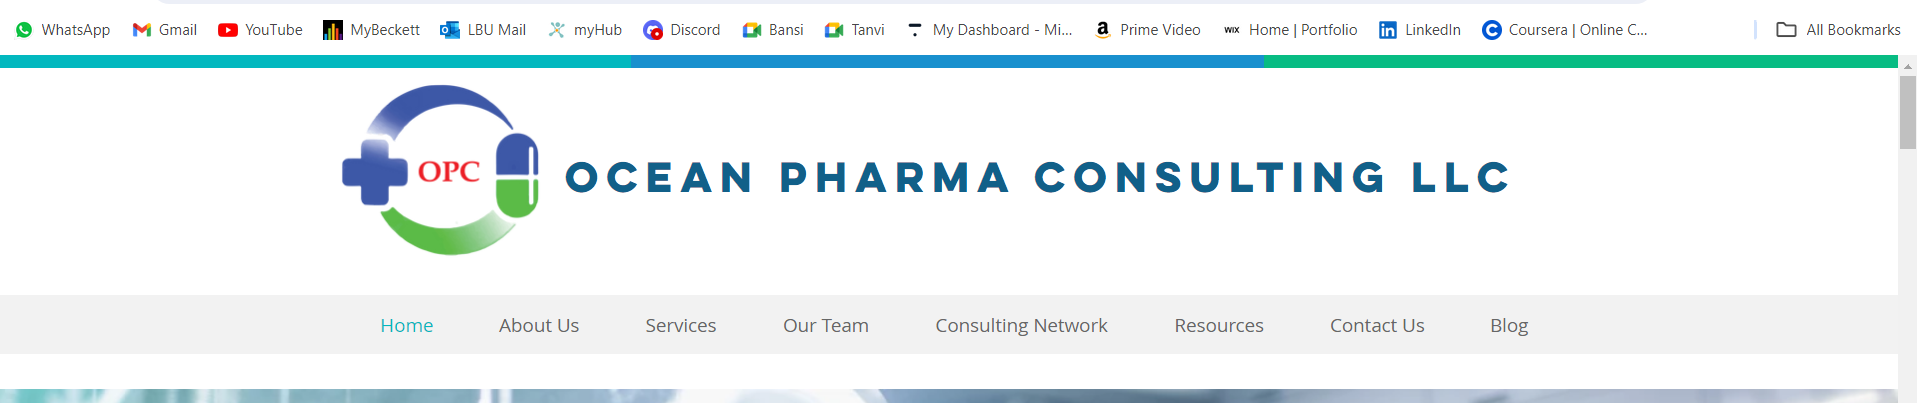 WhatsApp Gmail YouTube MyBeckett LBU Mail myHub Discord Bansi Tanvi My Dashboard - Mi... Prime Video WIX Home | Portfolio LinkedIn Coursera | Online C... All Bookmarks
OPC OCEAN PHARMA CONSULTING LLC
Home About Us Services Our Team Consulting Network Resources Contact Us Blog